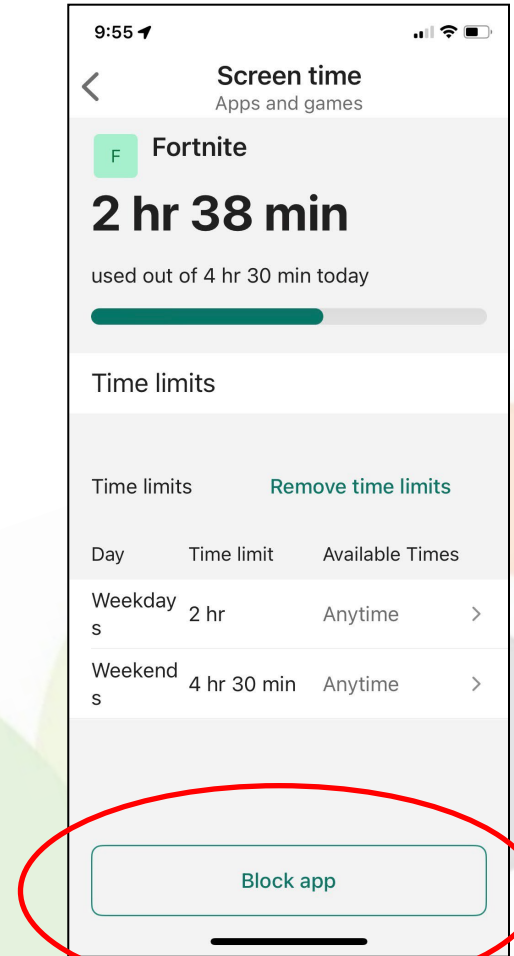 9:55
Screen time
Apps and games
F Fortnite
2 hr 38 min
used out of 4 hr 30 min today
Time limits
Time limits Remove time limits
Day Time limit Available Times
Weekday
s 2 hr Anytime
Weekend
s 4 hr 30 min Anytime
Block app